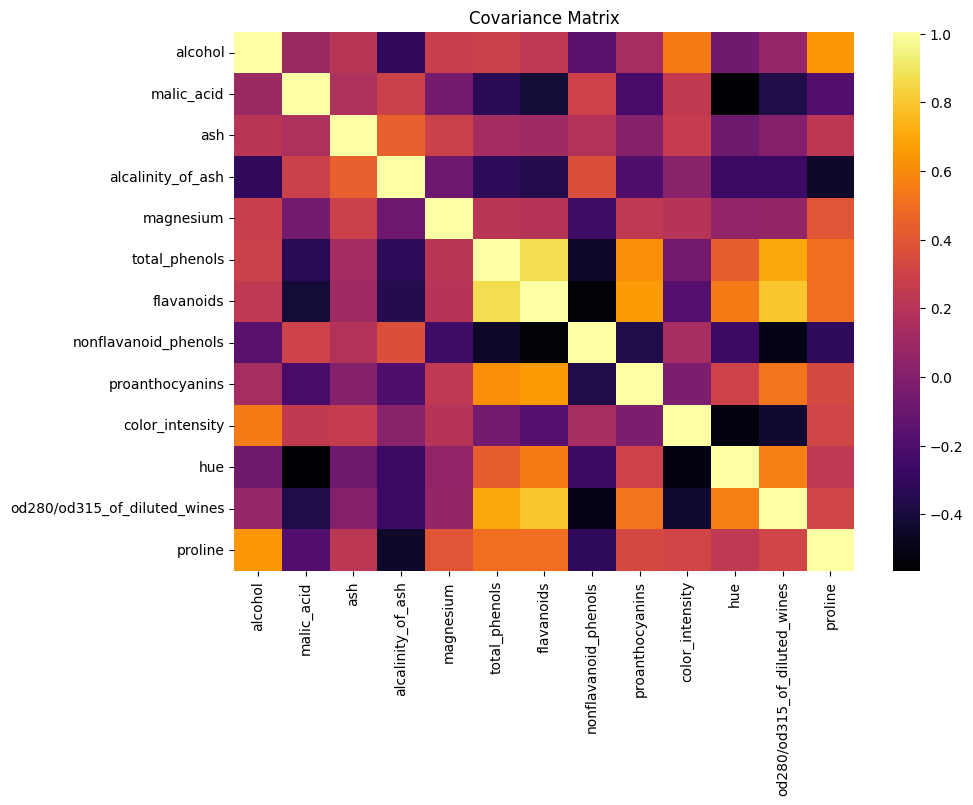 Covariance Matrix
alcohol
malic_acid
ash
alcalinity_of_ash
magnesium
total_phenols
flavanoids
nonflavanoid_phenols
proanthocyanins
color_intensity
hue
od280/od315_of_diluted_wines
proline
alcohol
malic_acid
ash
alcalinity_of_ash
magnesium
total_phenols
flavanoids
nonflavanoid_phenols
proanthocyanins
color_intensity
hue
od280/od315_of_diluted_wines
proline
1.0
0.8
0.6
0.4
0.2
0.0
−0.2
−0.4